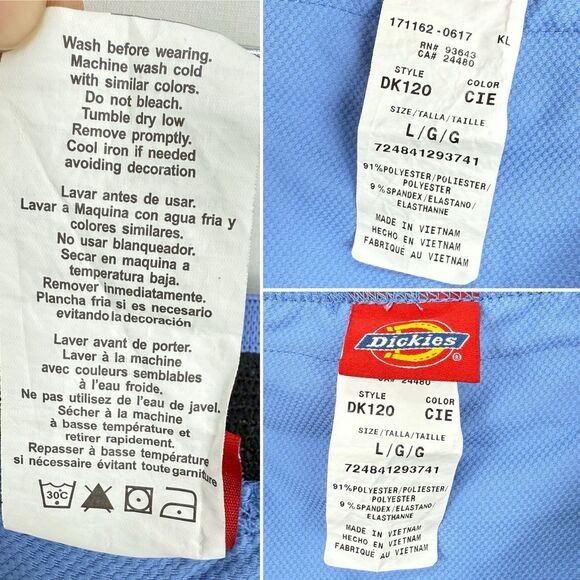 Wash before wearing.
Machine wash cold
with similar colors.
Do not bleach.
Tumble dry low
Remove promptly.
Cool iron if needed
avoiding decoration
Lavar antes de usar.
Lavar a Maquina con agua fria y
colores similares.
No usar blanqueador.
Secar en maquina a
temperatura baja.
Remover inmediatamente.
Plancha fria si es necesario
evitando la decoración
Laver avant de porter.
Laver à la machine
avec couleurs semblables
à l'eau froide.
Ne pas utilisez de l'eau de javel.
Sécher à la machine
à basse température et
retirer rapidement.
Repasser à basse température
si nécessaire évitant toute garniture
30°C
171162-0617 KL
RN# 93643
CA# 24480
STYLE COLOR
DK120 CIE
SIZE/TALLA/TAILLE
L/G/G
724841293741
91%POLYESTER/POLIESTER/
POLYESTER
9%SPANDEX/ELASTANO/
ELASTHANNE
MADE IN VIETNAM
HECHO EN VIETNAM
FABRIQUÉ AU VIETNAM
Dickies
®
CA# 24480
STYLE COLOR
DK120 CIE
SIZE/TALLA/TAILLE
L/G/G
724841293741
91%POLYESTER/POLIESTER/
POLYESTER
9%SPANDEX/ELASTANO/
ELASTHANNE
MADE IN VIETNAM
HECHO EN VIETNAM
FABRIQUÉ AU VIETNAM